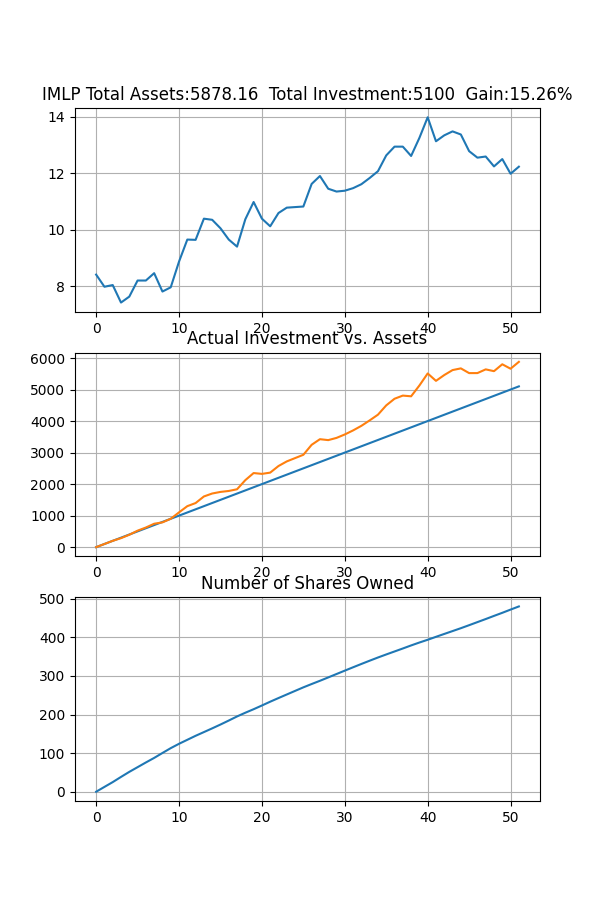 IMLP Total Assets:5878.16  Total Investment:5100  Gain:15.26%
14
12
10
8
0 10 20 30 40 50
Actual Investment vs. Assets
6000
5000
4000
3000
2000
1000
0
0 10 20 30 40 50
Number of Shares Owned
500
400
300
200
100
0
0 10 20 30 40 50